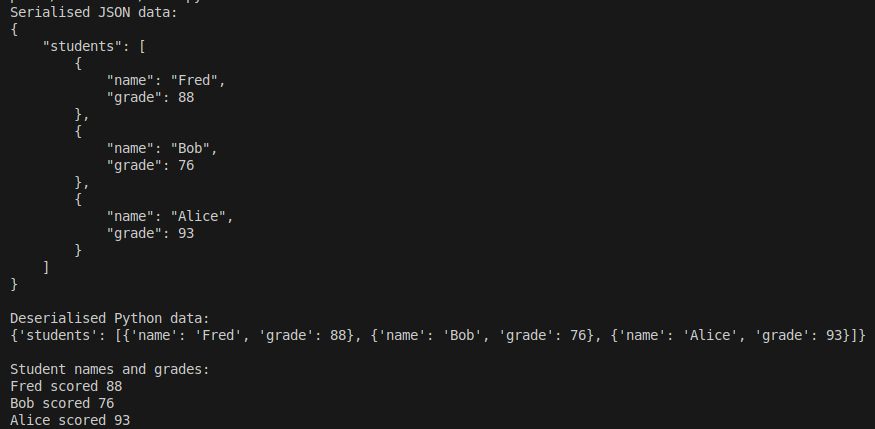 Serialised JSON data:
{
    "students": [
        {
            "name": "Fred",
            "grade": 88
        },
        {
            "name": "Bob",
            "grade": 76
        },
        {
            "name": "Alice",
            "grade": 93
        }
    ]
}

Deserialised Python data:
{'students': [{'name': 'Fred', 'grade': 88}, {'name': 'Bob', 'grade': 76}, {'name': 'Alice', 'grade': 93}]}

Student names and grades:
Fred scored 88
Bob scored 76
Alice scored 93